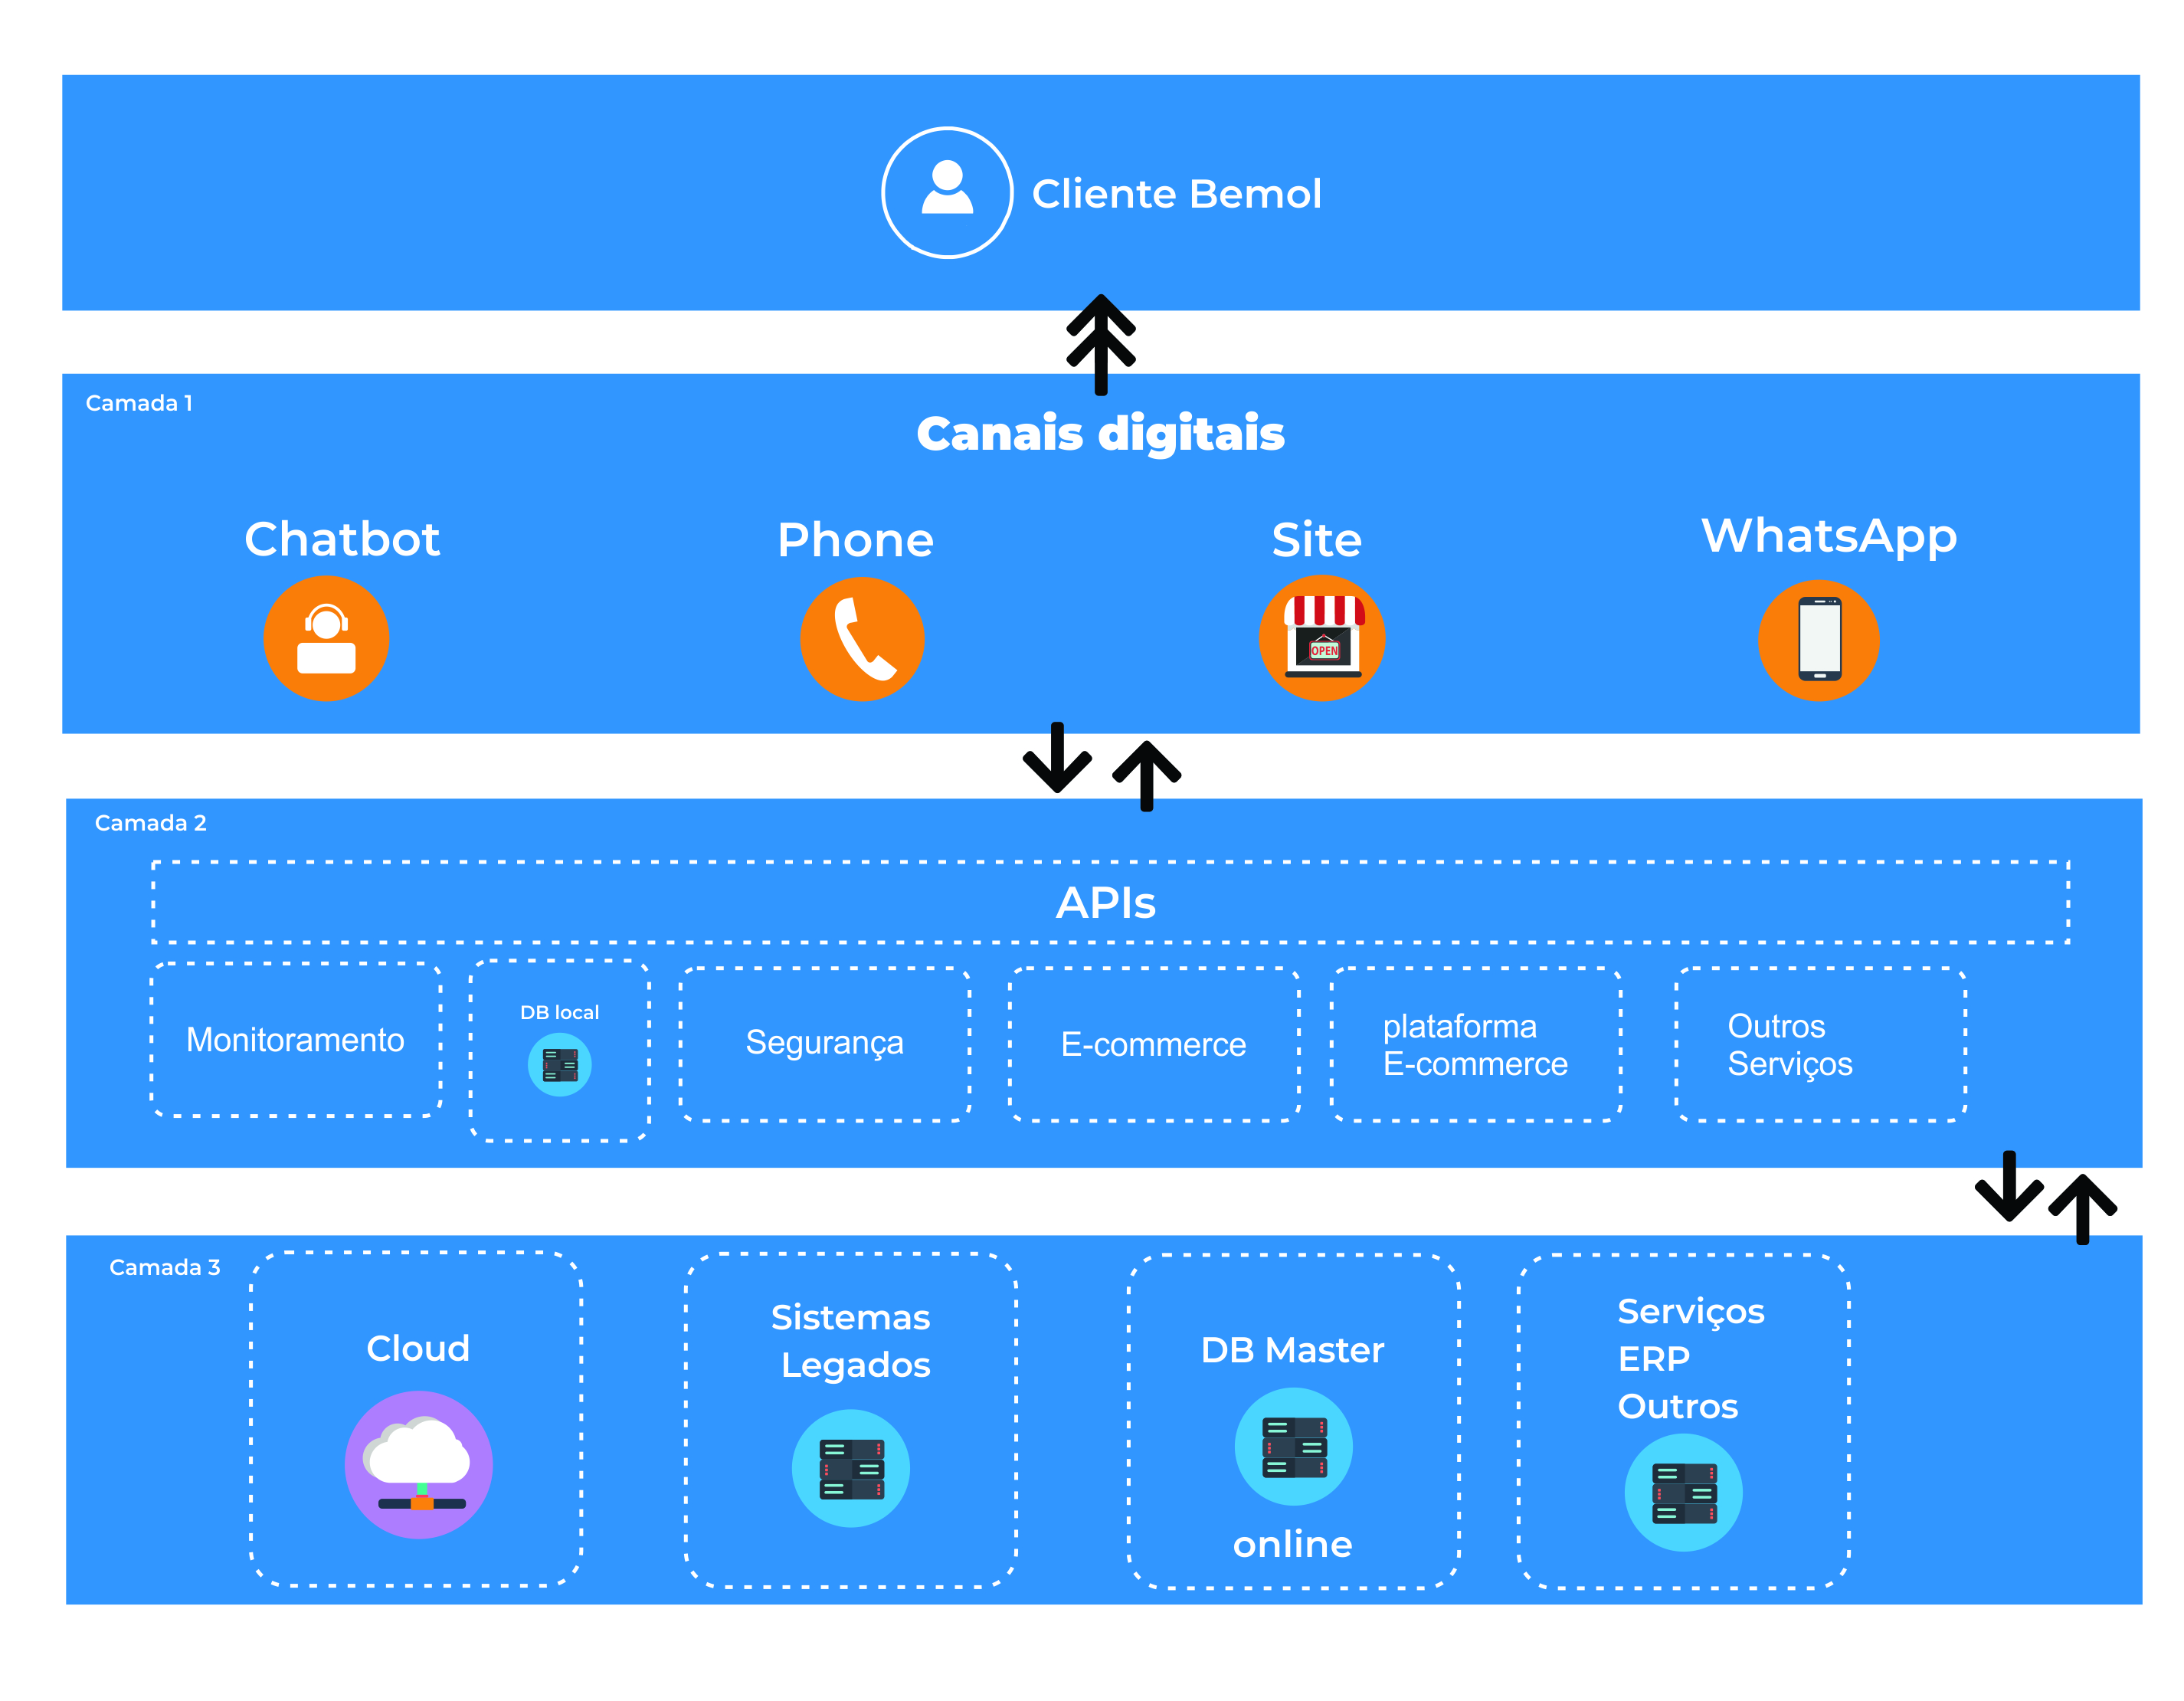 Cliente Bemol
Camada 1
Canais digitais
Chatbot
Phone
Site
WhatsApp
OPEN
Camada 2
APIs
Monitoramento
DB local
Segurança
E-commerce
plataforma
E-commerce
Outros
Serviços
Camada 3
Cloud
Sistemas
Legados
DB Master
online
Serviços
ERP
Outros